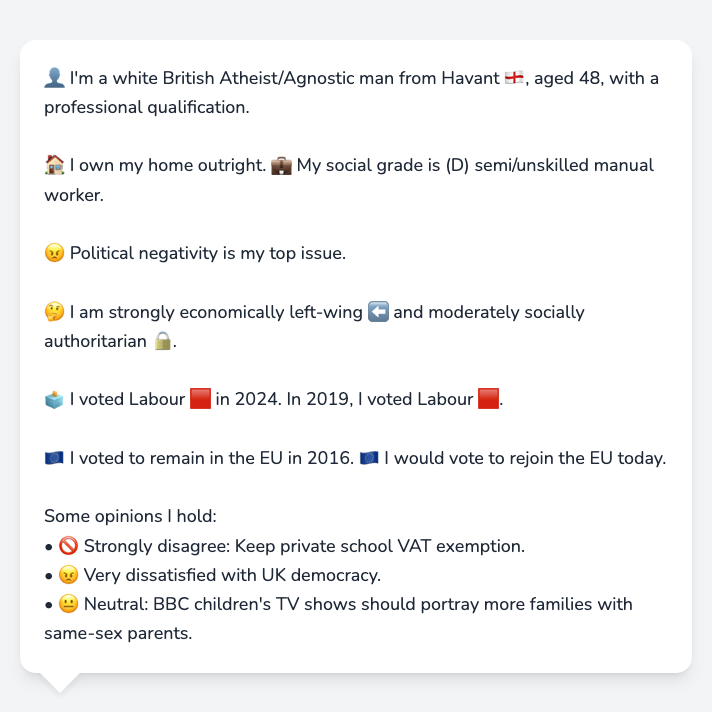 👤 I'm a white British Atheist/Agnostic man from Havant 🏴󠁧󠁢󠁥󠁮󠁧󠁿, aged 48, with a
professional qualification.
🏠 I own my home outright. 💼 My social grade is (D) semi/unskilled manual
worker.
😠 Political negativity is my top issue.
🤔 I am strongly economically left-wing ⬅️ and moderately socially
authoritarian 🔒.
🗳️ I voted Labour 🟥 in 2024. In 2019, I voted Labour 🟥.
🇪🇺 I voted to remain in the EU in 2016. 🇪🇺 I would vote to rejoin the EU today.
Some opinions I hold:
• 🚫 Strongly disagree: Keep private school VAT exemption.
• 😠 Very dissatisfied with UK democracy.
• 😐 Neutral: BBC children's TV shows should portray more families with
same-sex parents.